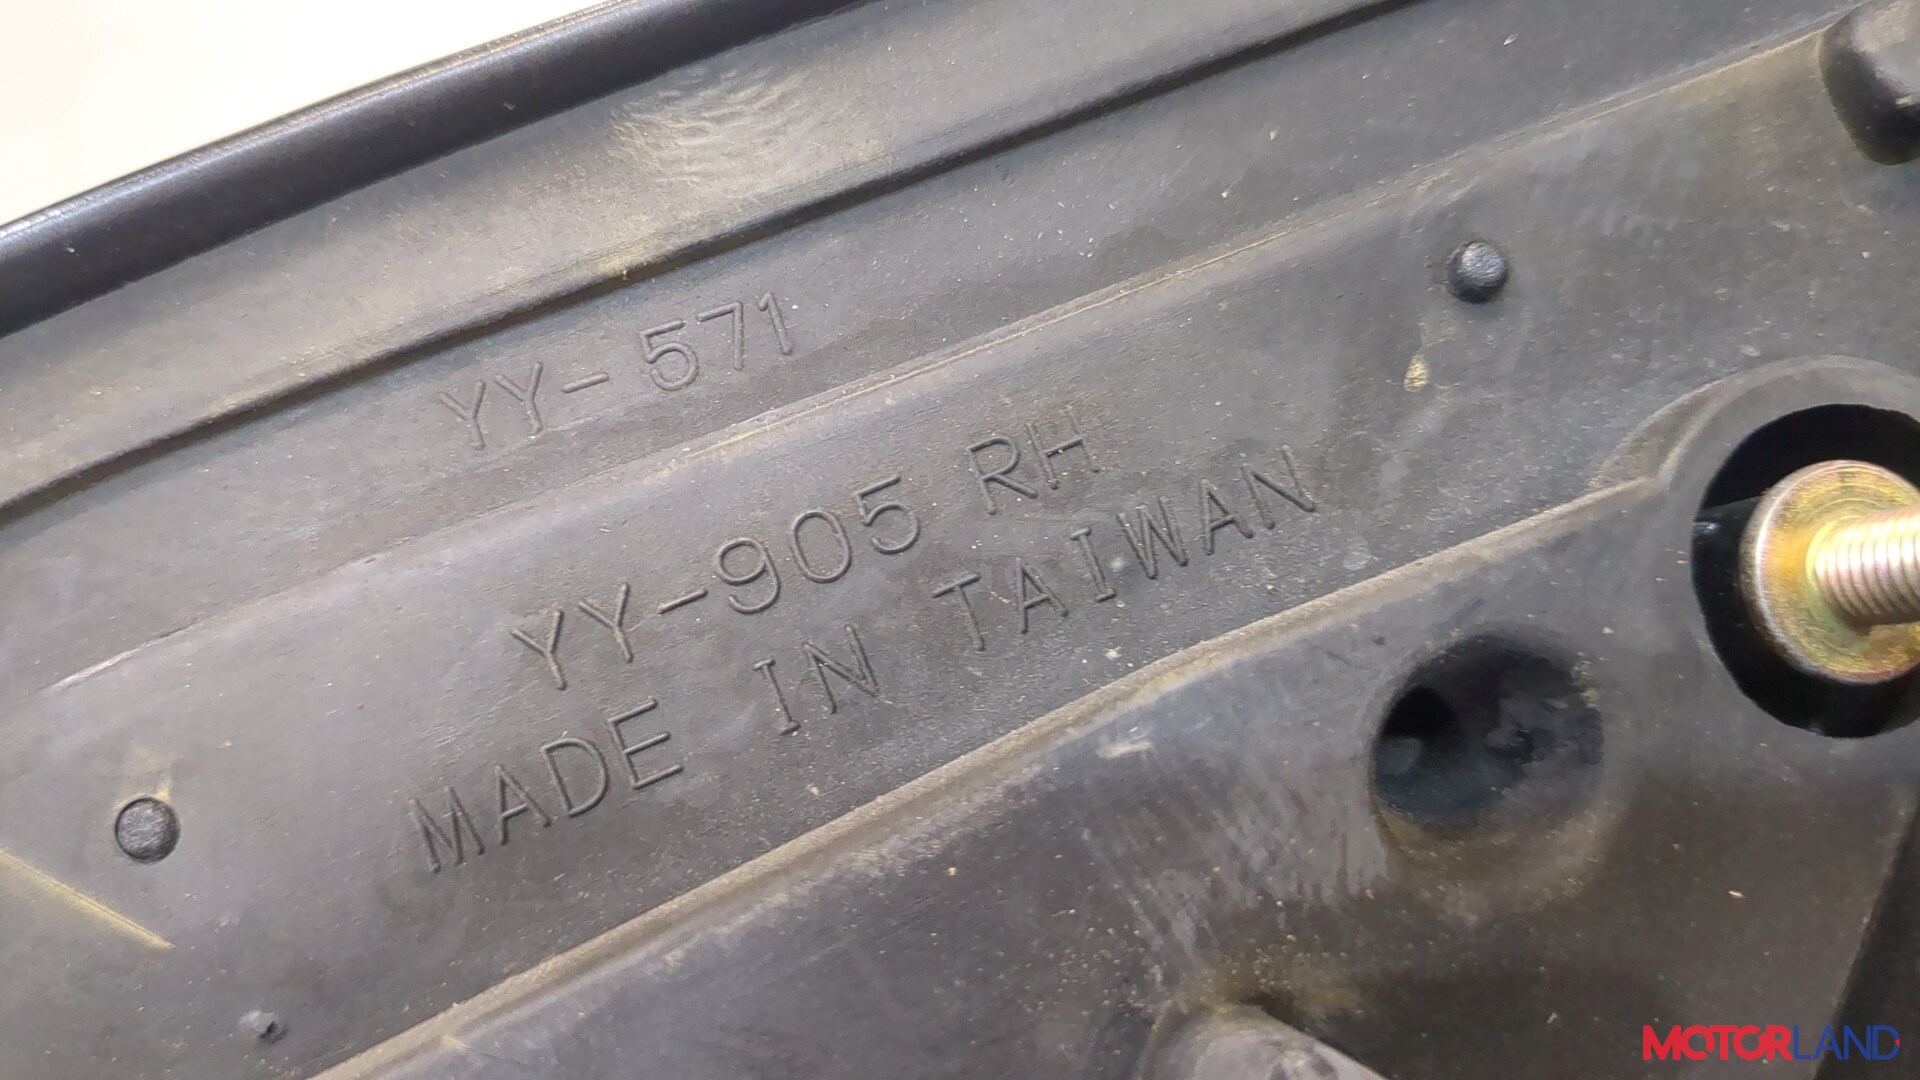 YY-571
YY-905 RH
MADE IN TAIWAN
MOTORLAND